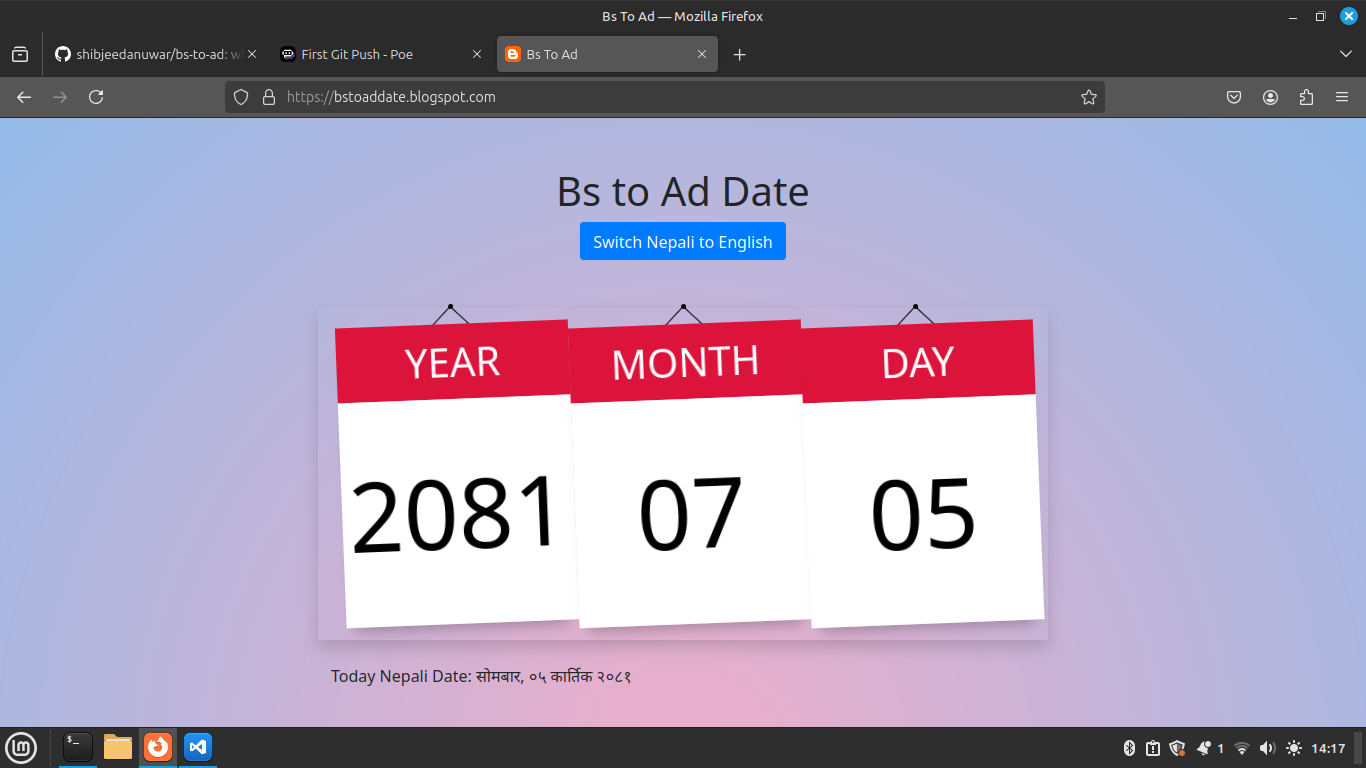 Bs To Ad — Mozilla Firefox
shibjeedanuwar/bs-to-ad:
First Git Push - Poe
Bs To Ad
https://bstoaddate.blogspot.com
Bs to Ad Date
Switch Nepali to English
YEAR
MONTH
DAY
2081
07
05
Today Nepali Date: सोमबार, ०५ कार्तिक २०८१
1
14:17